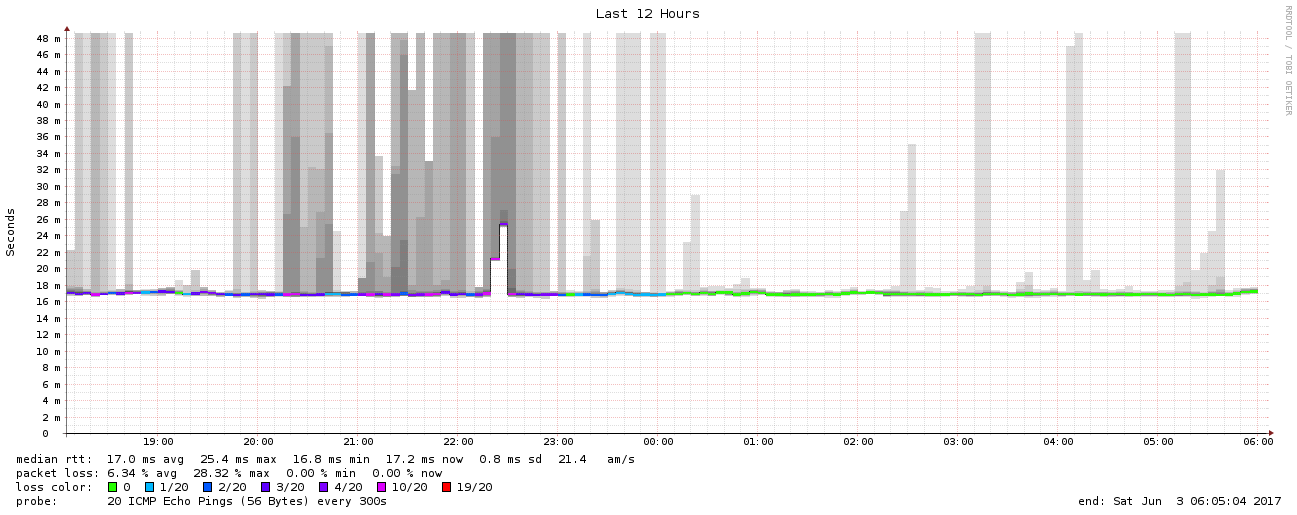 Last 12 Hours
RRDTOOL / TOBI OETIKER
Seconds
48 m
46 m
44 m
42 m
40 m
38 m
36 m
34 m
32 m
30 m
28 m
26 m
24 m
22 m
20 m
18 m
16 m
14 m
12 m
10 m
8 m
6 m
4 m
2 m
0
19:00 20:00 21:00 22:00 23:00 00:00 01:00 02:00 03:00 04:00 05:00 06:00
median rtt: 17.0 ms avg 25.4 ms max 16.8 ms min 17.2 ms now 0.8 ms sd 21.4 am/s
packet loss: 6.34 % avg 28.32 % max 0.00 % min 0.00 % now
loss color: 0 1/20 2/20 3/20 4/20 10/20 19/20
probe: 20 ICMP Echo Pings (56 Bytes) every 300s end: Sat Jun 3 06:05:04 2017